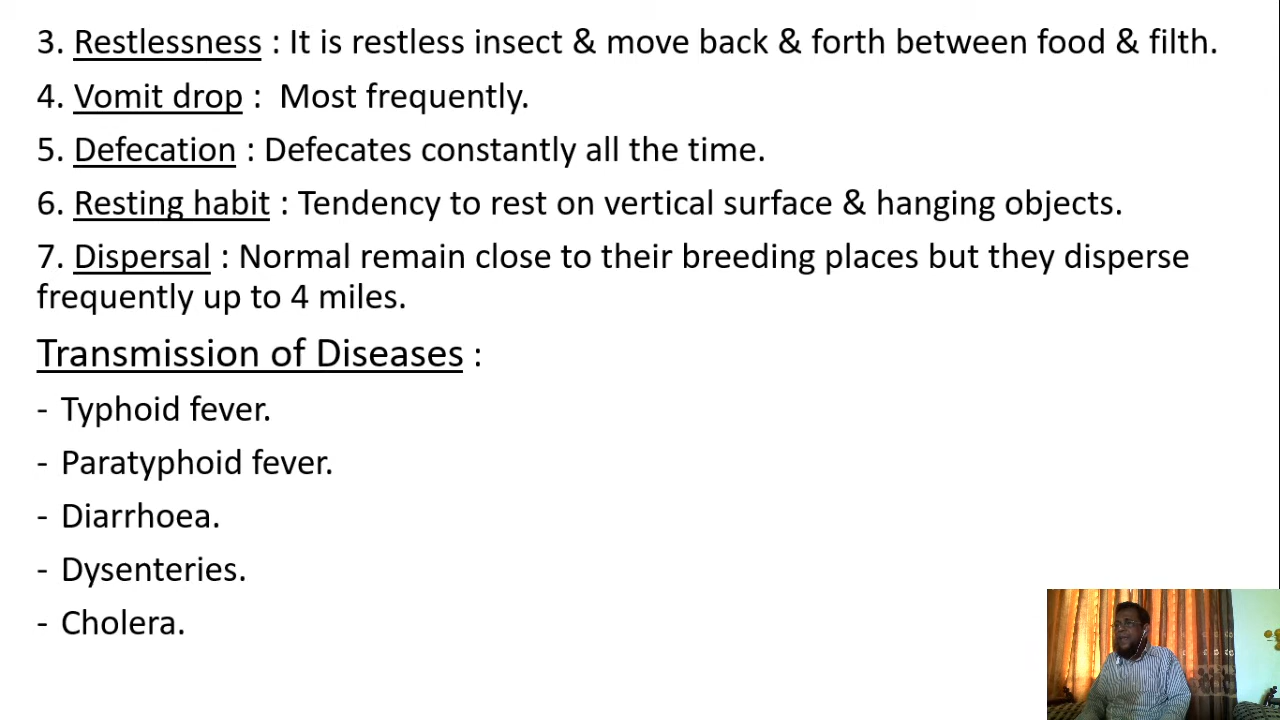 3. Restlessness : It is restless insect & move back & forth between food & filth.
4. Vomit drop :  Most frequently.
5. Defecation : Defecates constantly all the time.
6. Resting habit : Tendency to rest on vertical surface & hanging objects.
7. Dispersal : Normal remain close to their breeding places but they disperse
frequently up to 4 miles.
Transmission of Diseases :
- Typhoid fever.
- Paratyphoid fever.
- Diarrhoea.
- Dysenteries.
- Cholera.